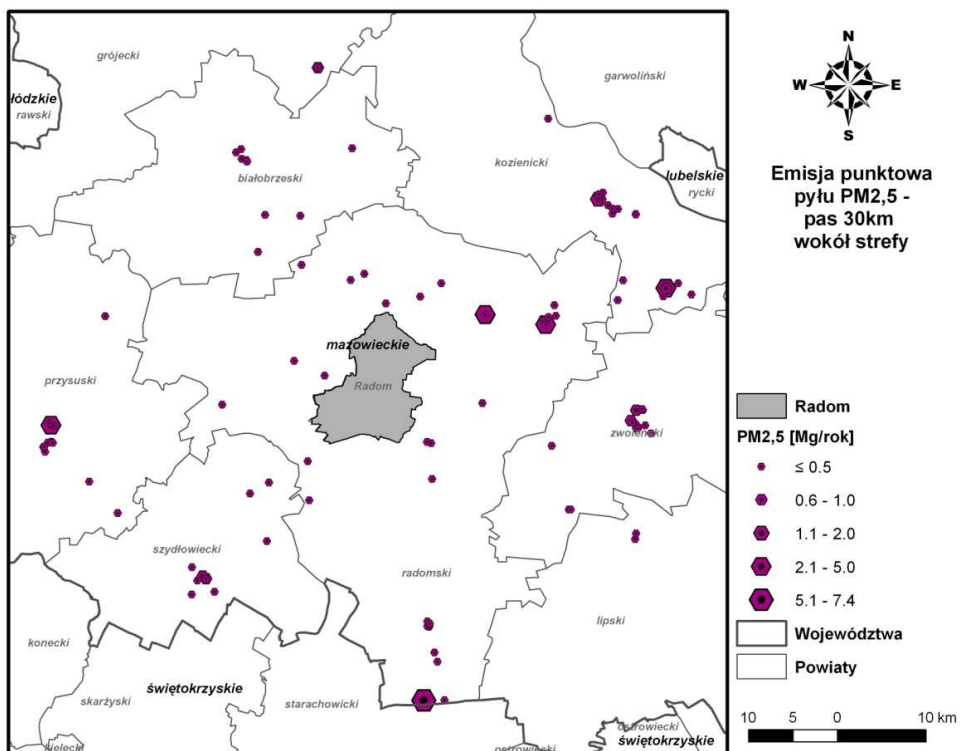 grójecki
garwoliński
łódzkie
rawski
kozienicki
lubelskie
rycki
białobrzeski
mazowieckie
Radom
przysuski
zwoleński
szydłowiecki
radomski
lipski
konecki
skarżyski
świętokrzyskie
starachowicki
kielecki
ostrowiecki
ostrowiecki
świętokrzyskie
N
W
E
S
Emisja punktowa
pyłu PM2,5 -
pas 30km
wokół strefy
Radom
PM2,5 [Mg/rok]
≤ 0.5
0.6 - 1.0
1.1 - 2.0
2.1 - 5.0
5.1 - 7.4
Województwa
Powiaty
10 5 0 10 km